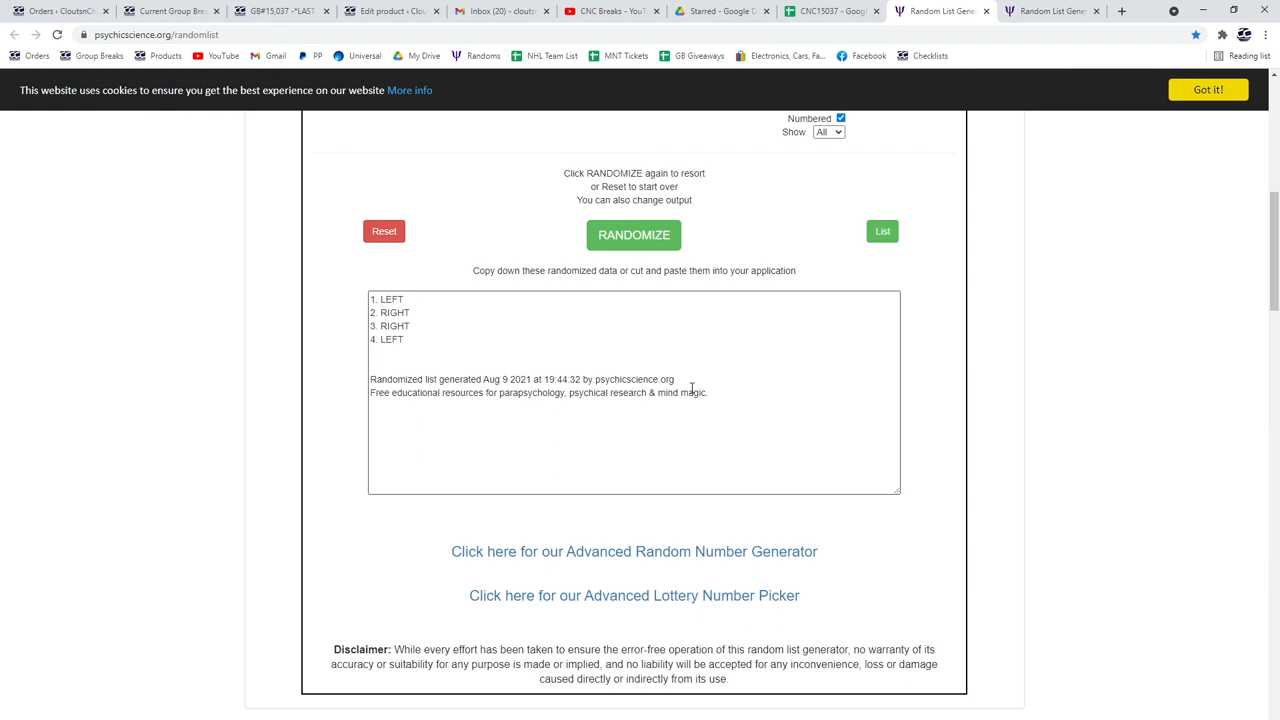 Orders ‹ CloutsnCh
Current Group Brea
GB#15,037 -*LAST
Edit product ‹ Clou
Inbox (20) - clouts
CNC Breaks - YouT
Starred - Google D
CNC15037 - Googl
Random List Gene
Random List Gener
psychicscience.org/randomlist
Orders
Group Breaks
Products
YouTube
Gmail
PP
Universal
My Drive
Randoms
NHL Team List
MNT Tickets
GB Giveaways
Electronics, Cars, Fa...
Facebook
Checklists
Reading list
This website uses cookies to ensure you get the best experience on our website More info
Got it!
Numbered
Show All
Click RANDOMIZE again to resort
or Reset to start over
You can also change output
Reset
RANDOMIZE
List
Copy down these randomized data or cut and paste them into your application
1. LEFT
2. RIGHT
3. RIGHT
4. LEFT
Randomized list generated Aug 9 2021 at 19:44:32 by psychicscience.org
Free educational resources for parapsychology, psychical research & mind magic.
Click here for our Advanced Random Number Generator
Click here for our Advanced Lottery Number Picker
Disclaimer: While every effort has been taken to ensure the error-free operation of this random list generator, no warranty of its
accuracy or suitability for any purpose is made or implied, and no liability will be accepted for any inconvenience, loss or damage
caused directly or indirectly from its use.